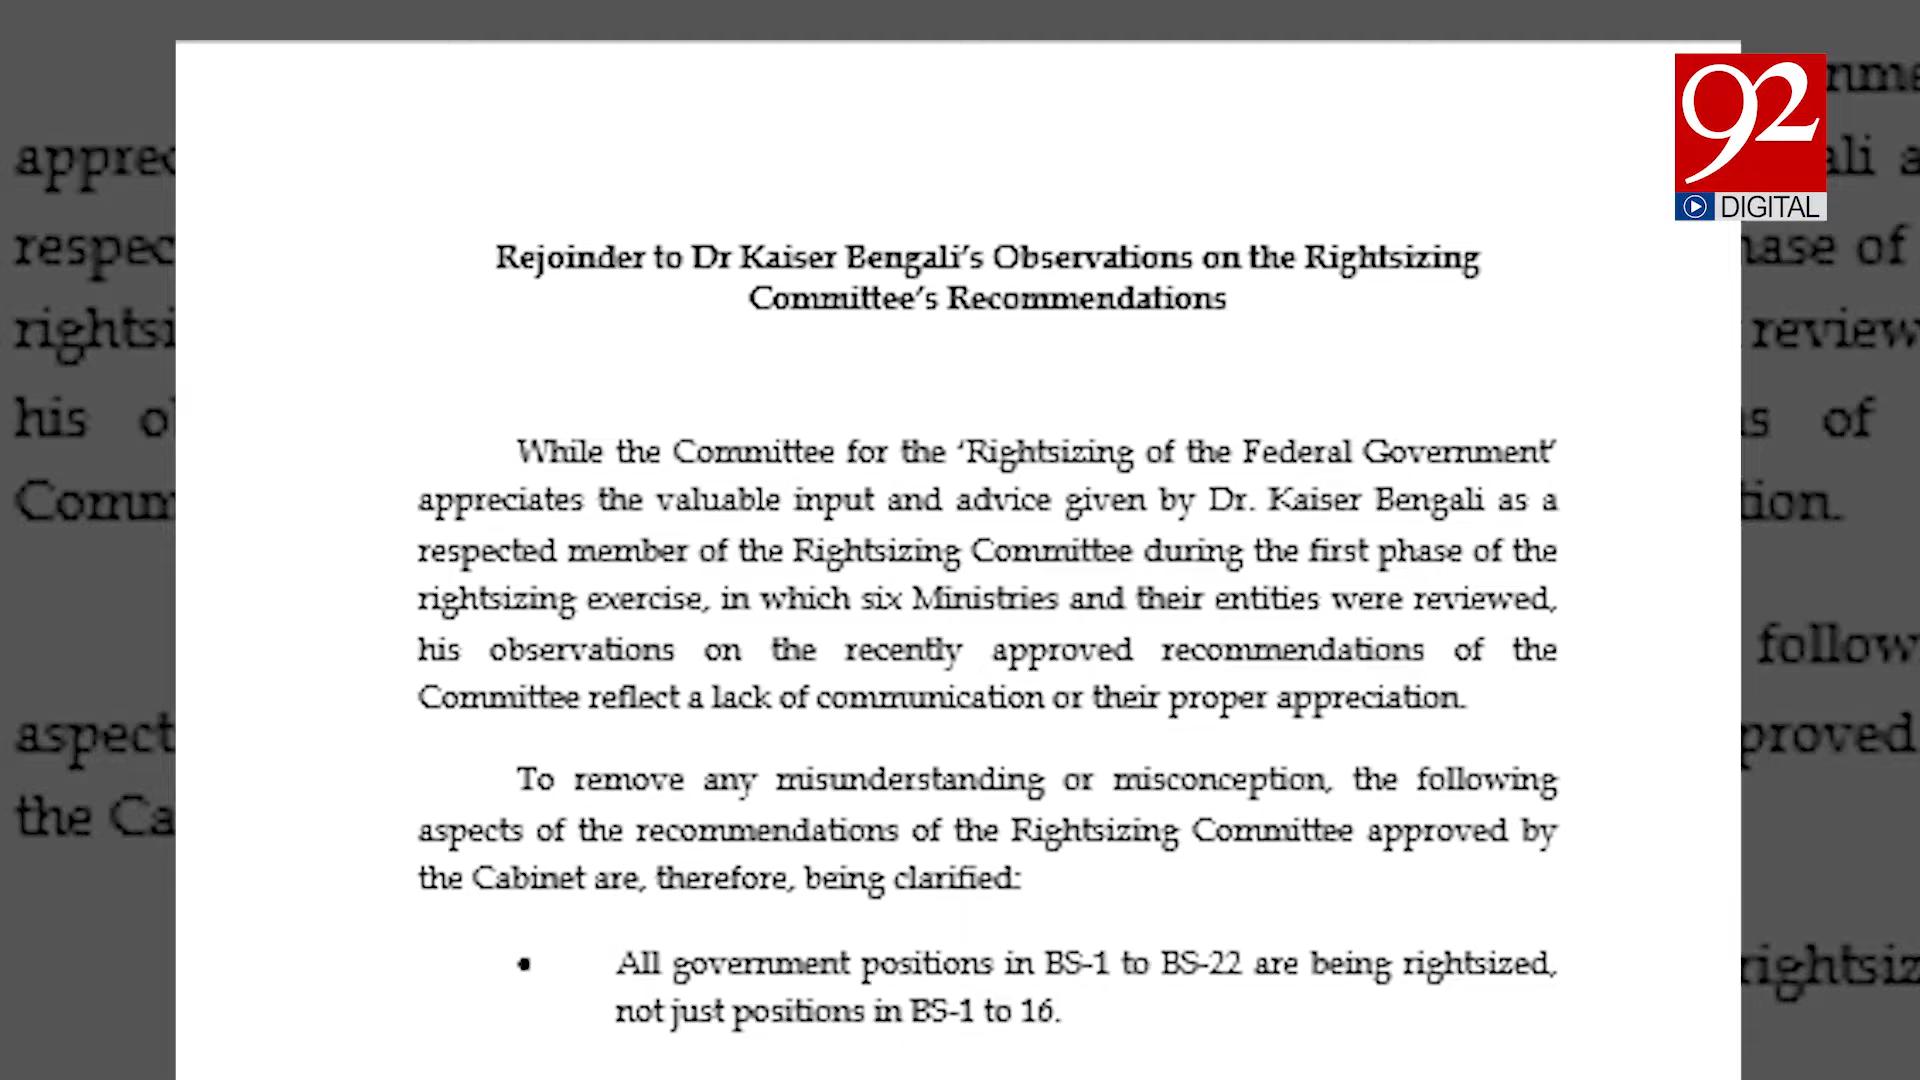 92
DIGITAL
Rejoinder to Dr Kaiser Bengali's Observations on the Rightsizing
Committee's Recommendations
While the Committee for the 'Rightsizing of the Federal Government'
appreciates the valuable input and advice given by Dr. Kaiser Bengali as a
respected member of the Rightsizing Committee during the first phase of the
rightsizing exercise, in which six Ministries and their entities were reviewed,
his observations on the recently approved recommendations of the
Committee reflect a lack of communication or their proper appreciation.
To remove any misunderstanding or misconception, the following
aspects of the recommendations of the Rightsizing Committee approved by
the Cabinet are, therefore, being clarified:
• All government positions in BS-1 to BS-22 are being rightsized,
not just positions in BS-1 to 16.